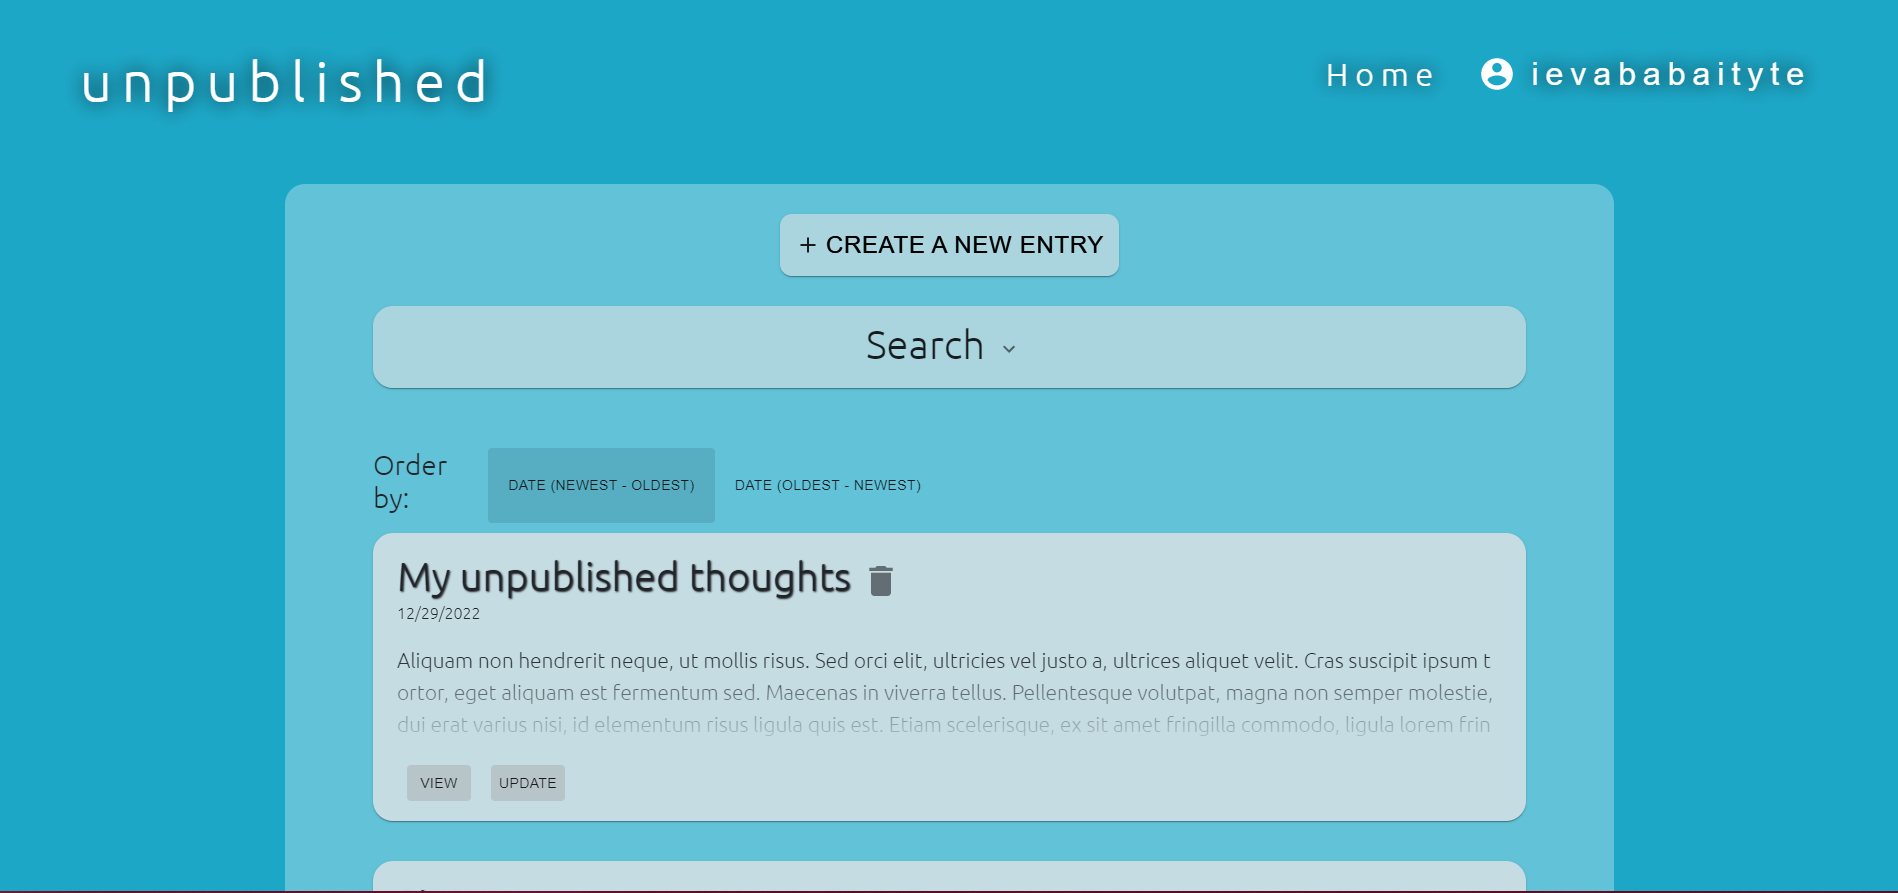 unpublished
Home ievababaityte
+ CREATE A NEW ENTRY
Search
Order
by:
DATE (NEWEST - OLDEST) DATE (OLDEST - NEWEST)
My unpublished thoughts
12/29/2022
Aliquam non hendrerit neque, ut mollis risus. Sed orci elit, ultricies vel justo a, ultrices aliquet velit. Cras suscipit ipsum t
ortor, eget aliquam est fermentum sed. Maecenas in viverra tellus. Pellentesque volutpat, magna non semper molestie,
dui erat varius nisi, id elementum risus ligula quis est. Etiam scelerisque, ex sit amet fringilla commodo, ligula lorem frin
VIEW UPDATE